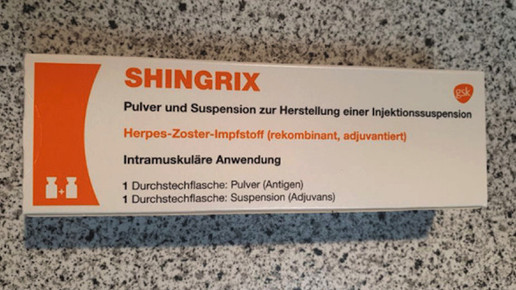 SHINGRIX
gsk
Pulver und Suspension zur Herstellung einer Injektionssuspension
Herpes-Zoster-Impfstoff (rekombinant, adjuvantiert)
Intramuskuläre Anwendung
1 Durchstechflasche: Pulver (Antigen)
1 Durchstechflasche: Suspension (Adjuvans)
+